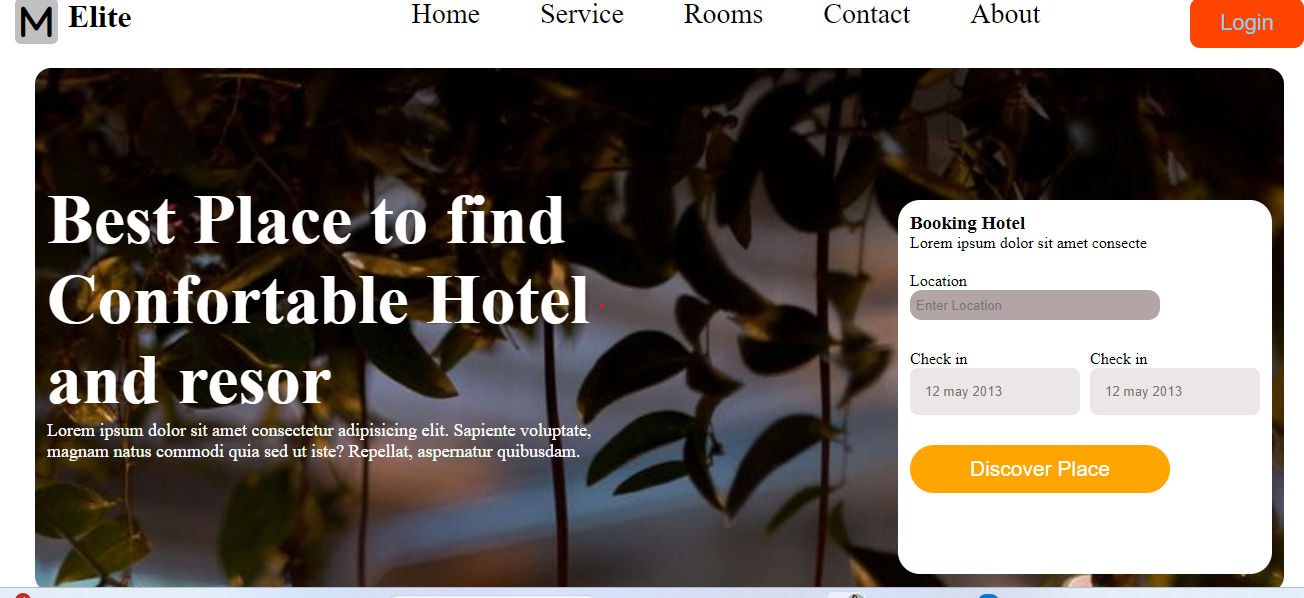 M Elite
Home Service Rooms Contact About
Login
Best Place to find
Confortable Hotel
and resor
Lorem ipsum dolor sit amet consectetur adipisicing elit. Sapiente voluptate,
magnam natus commodi quia sed ut iste? Repellat, aspernatur quibusdam.
Booking Hotel
Lorem ipsum dolor sit amet consecte
Location
Enter Location
Check in Check in
12 may 2013 12 may 2013
Discover Place